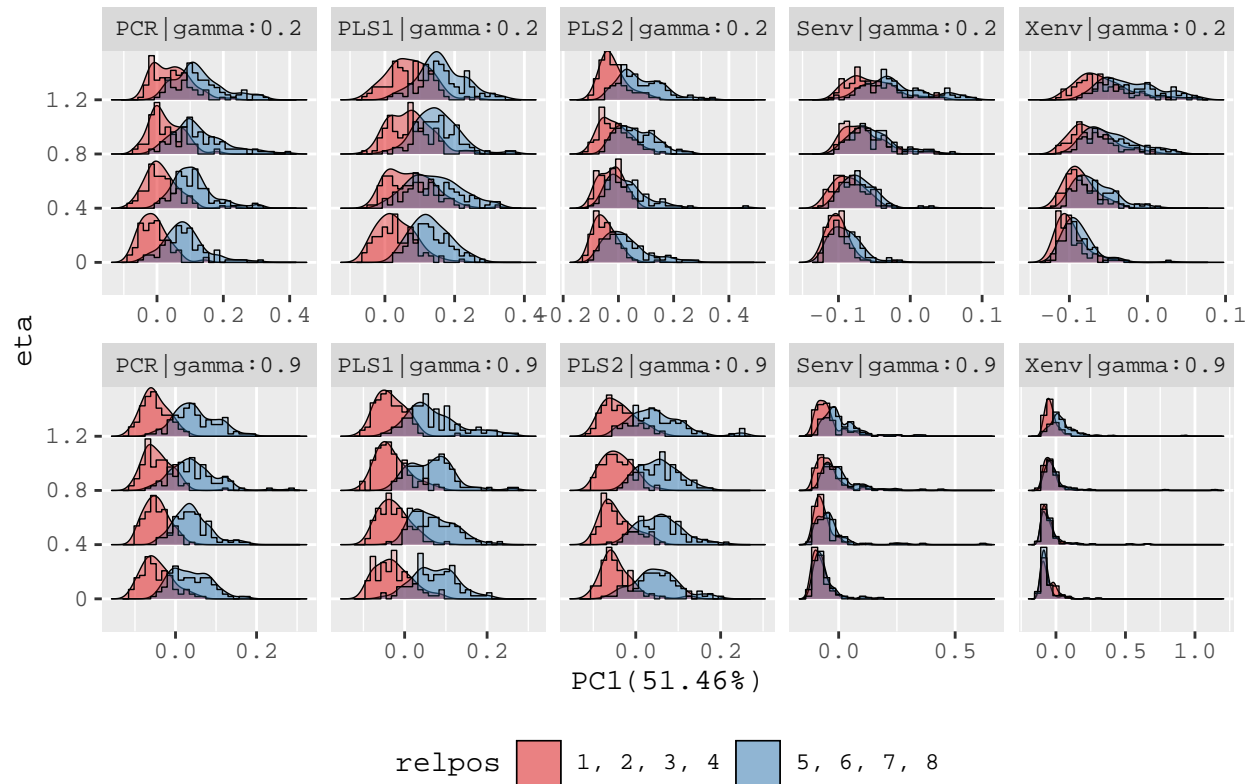 PCR|gamma:0.2 PLS1|gamma:0.2 PLS2|gamma:0.2 Senv|gamma:0.2 Xenv|gamma:0.2
1.2
0.8
0.4
0
0.0 0.2 0.4 0.0 0.1 0.2 0.3 0.4 −0.2 0.0 0.2 0.4 −0.1 0.0 0.1 −0.1 0.0 0.1
eta
PCR|gamma:0.9 PLS1|gamma:0.9 PLS2|gamma:0.9 Senv|gamma:0.9 Xenv|gamma:0.9
1.2
0.8
0.4
0
0.0 0.2 0.0 0.2 0.0 0.2 0.0 0.5 0.0 0.5 1.0
PC1(51.46%)
relpos 1, 2, 3, 4 5, 6, 7, 8